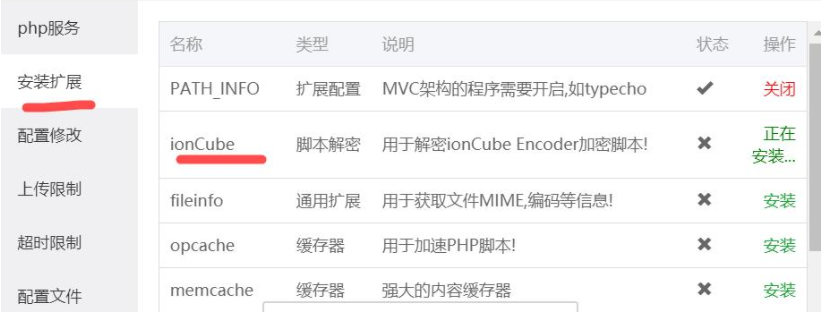 php服务
安装扩展
配置修改
上传限制
超时限制
配置文件
名称 类型 说明 状态 操作
PATH_INFO 扩展配置 MVC架构的程序需要开启,如typecho 关闭
ionCube 脚本解密 用于解密ionCube Encoder加密脚本! 正在
安装...
fileinfo 通用扩展 用于获取文件MIME,编码等信息! 安装
opcache 缓存器 用于加速PHP脚本! 安装
memcache 缓存器 强大的内容缓存器 安装